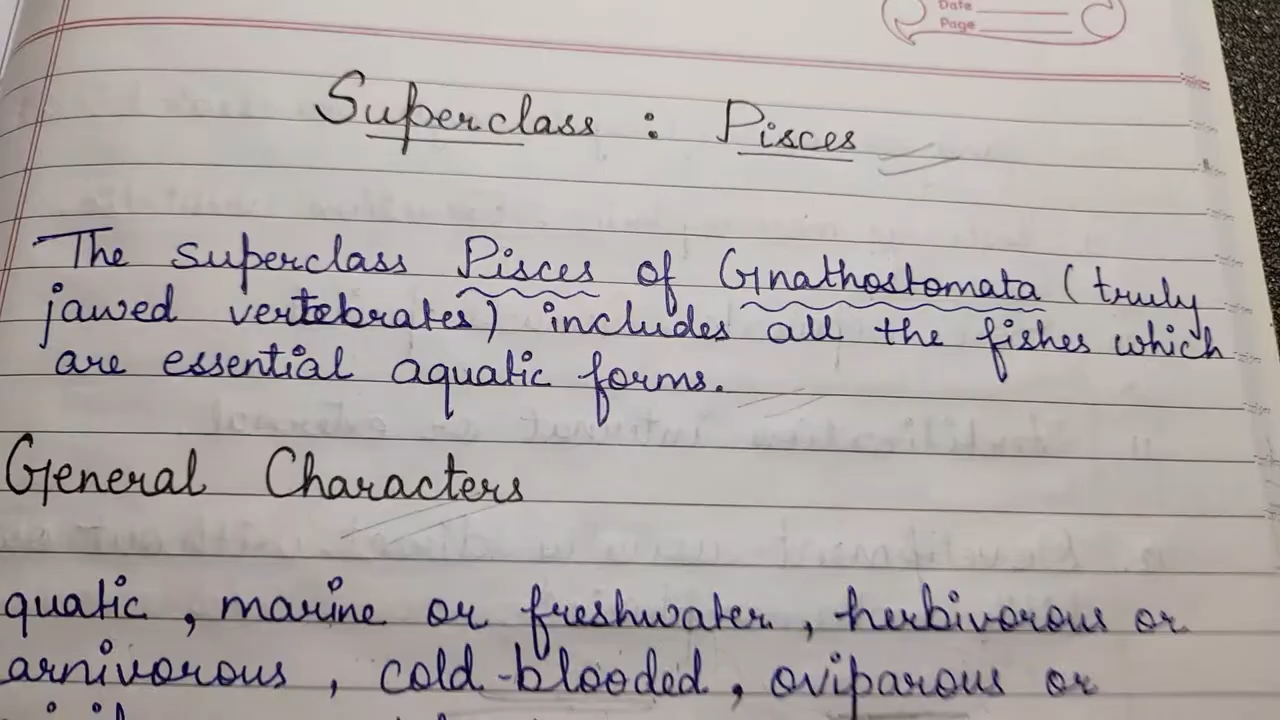 Date
Page
Superclass : Pisces
The superclass Pisces of Gnathostomata (truly
jawed vertebrates) includes all the fishes which
are essential aquatic forms.
General Characters
quatic, marine or freshwater, herbivorous or
arnivorous, cold-blooded, oviparous or